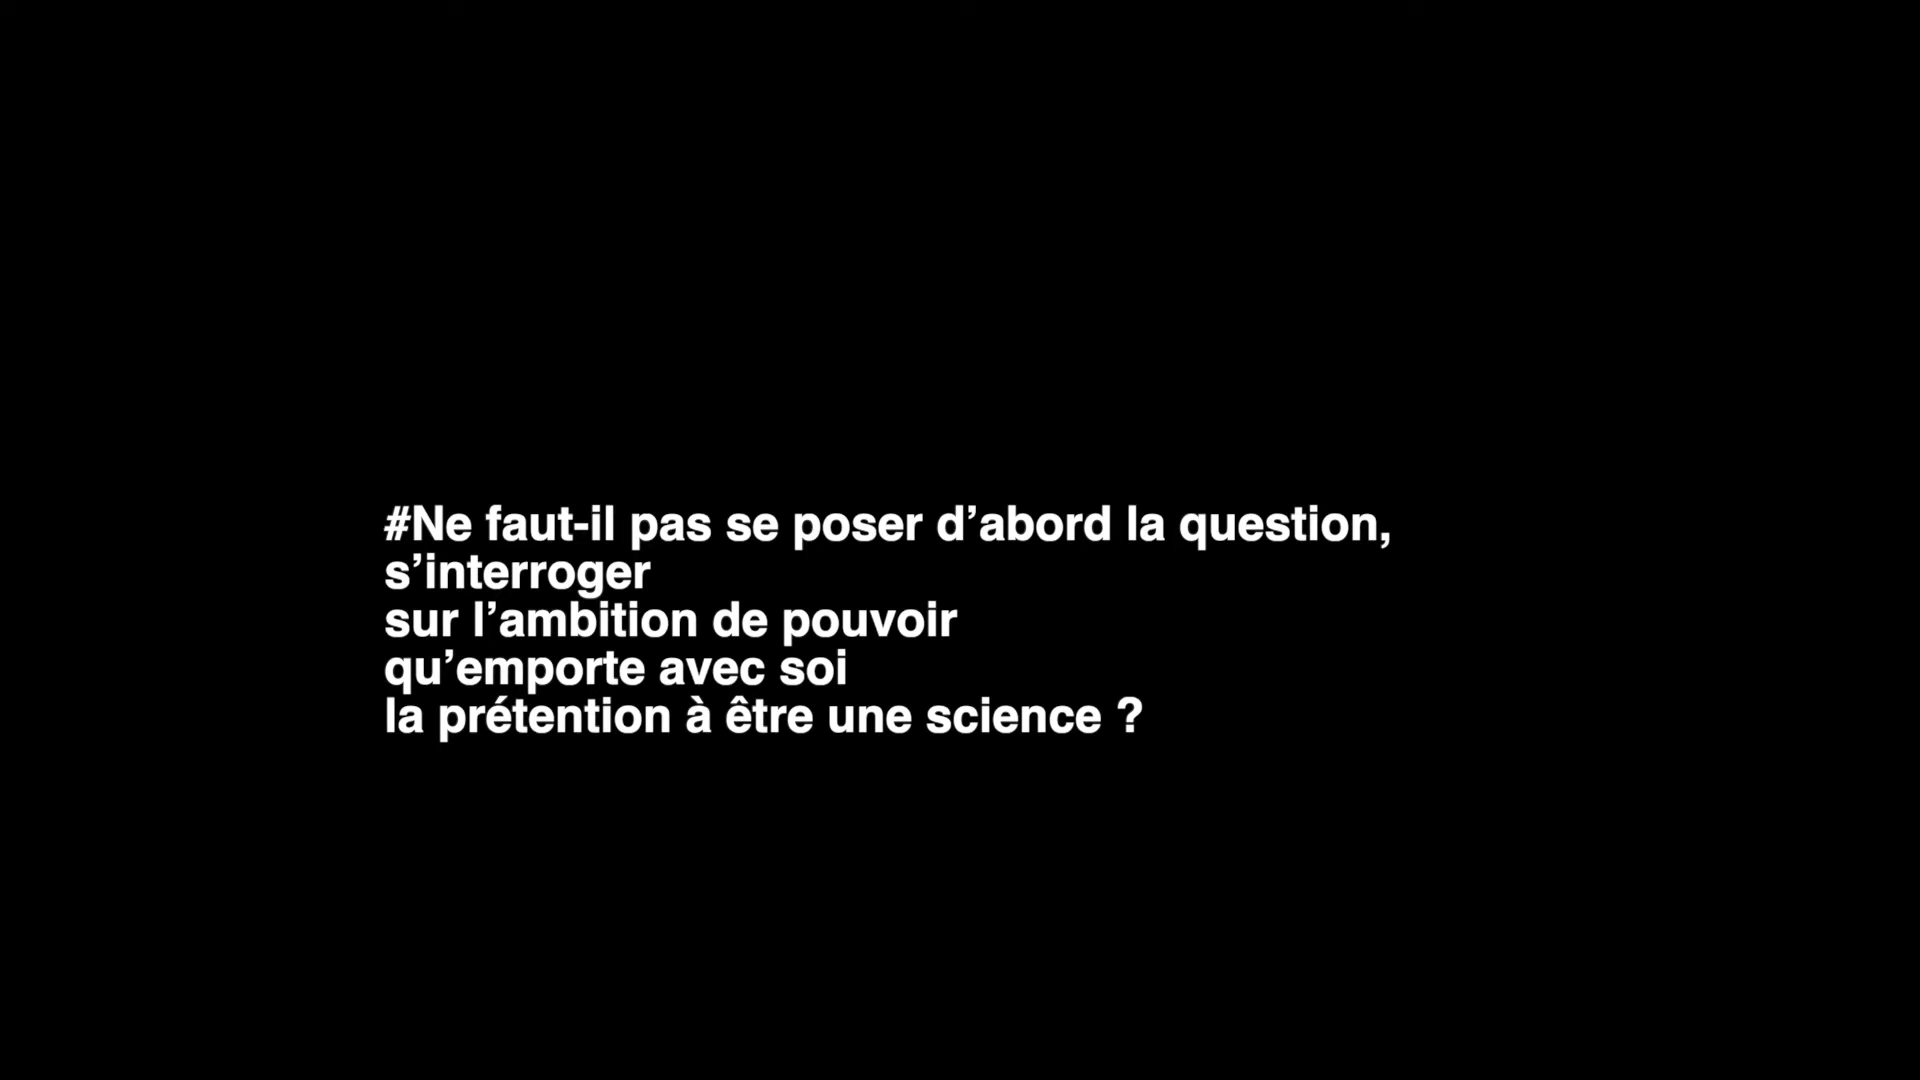 #Ne faut-il pas se poser d’abord la question,
s’interroger
sur l’ambition de pouvoir
qu’emporte avec soi
la prétention à être une science ?